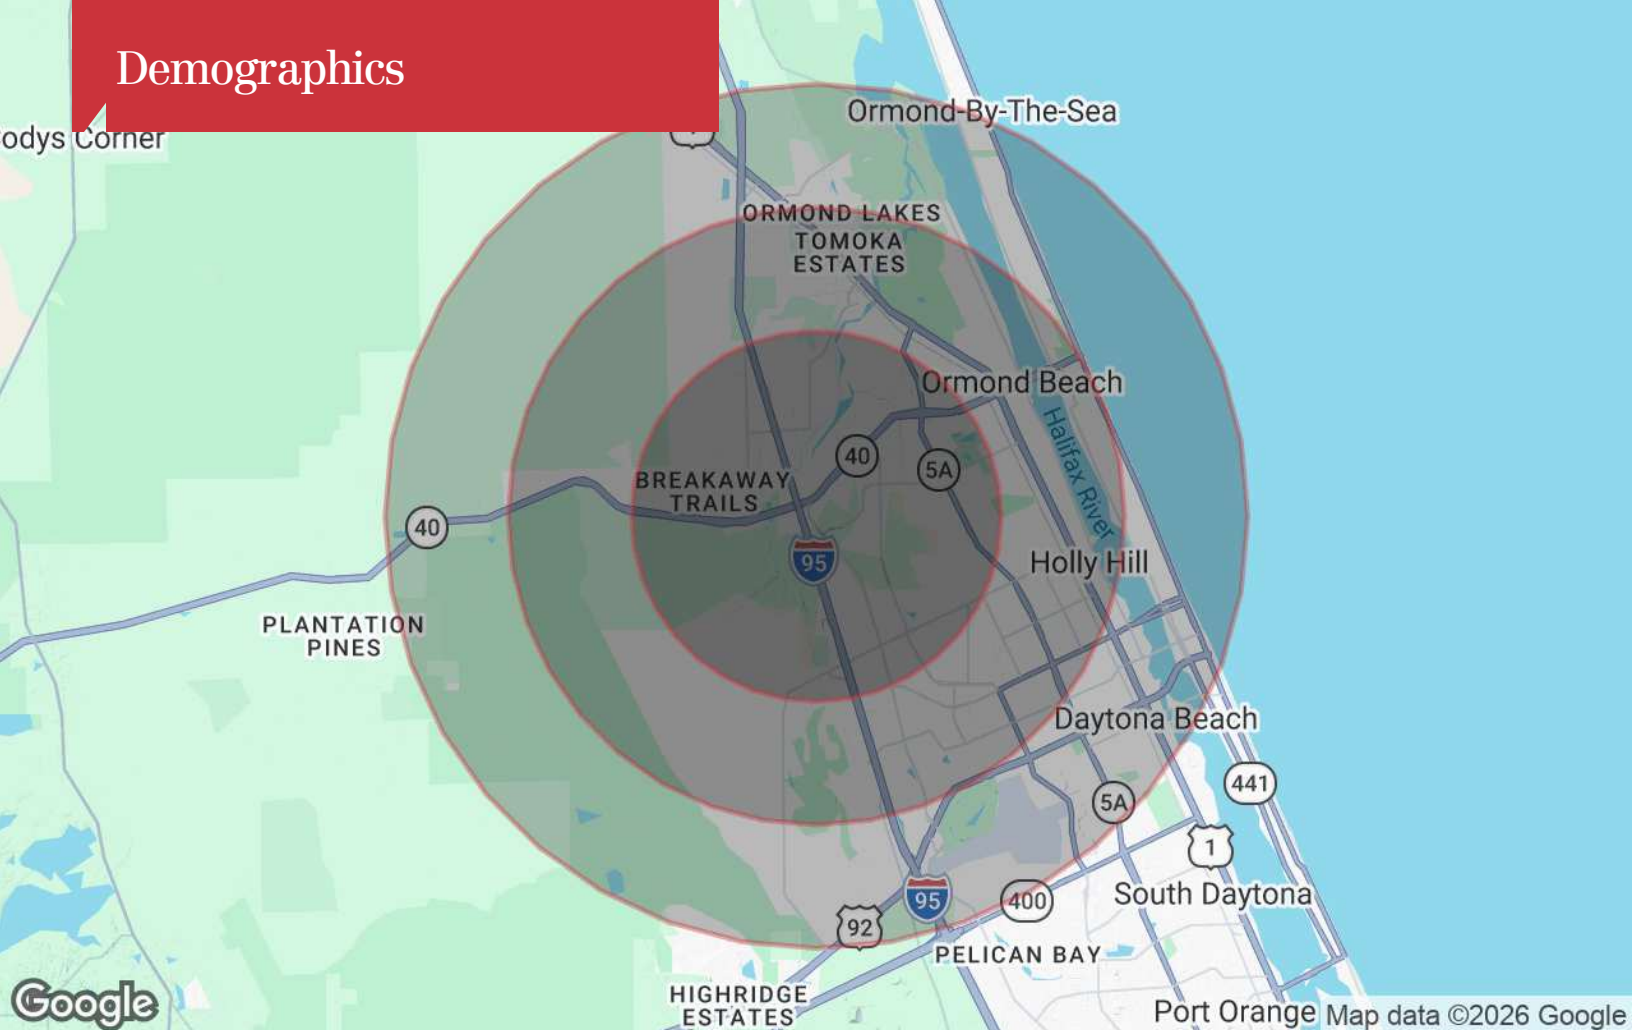 Demographics
odys Corner
Ormond-By-The-Sea
ORMOND LAKES
TOMOKA
ESTATES
Ormond Beach
40
5A
BREAKAWAY
TRAILS
Halifax River
40
95
Holly Hill
PLANTATION
PINES
Daytona Beach
441
5A
1
95
400
South Daytona
92
PELICAN BAY
HIGHRIDGE
ESTATES
Google
Port Orange
Map data ©2026 Google